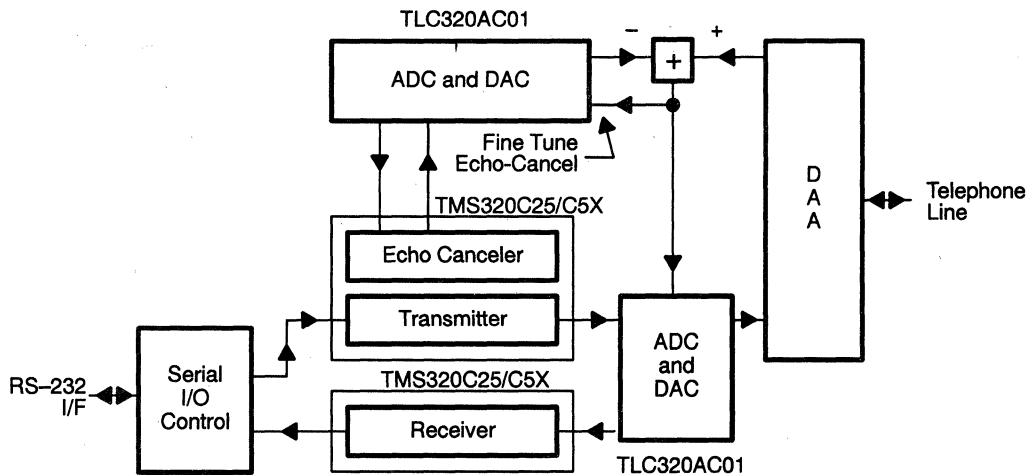 TLC320AC01
ADC and DAC
−
+
+
Fine Tune
Echo-Cancel
D
A
A
Telephone
Line
TMS320C25/C5X
Echo Canceler
Transmitter
ADC
and
DAC
RS–232
I/F
Serial
I/O
Control
TMS320C25/C5X
Receiver
TLC320AC01